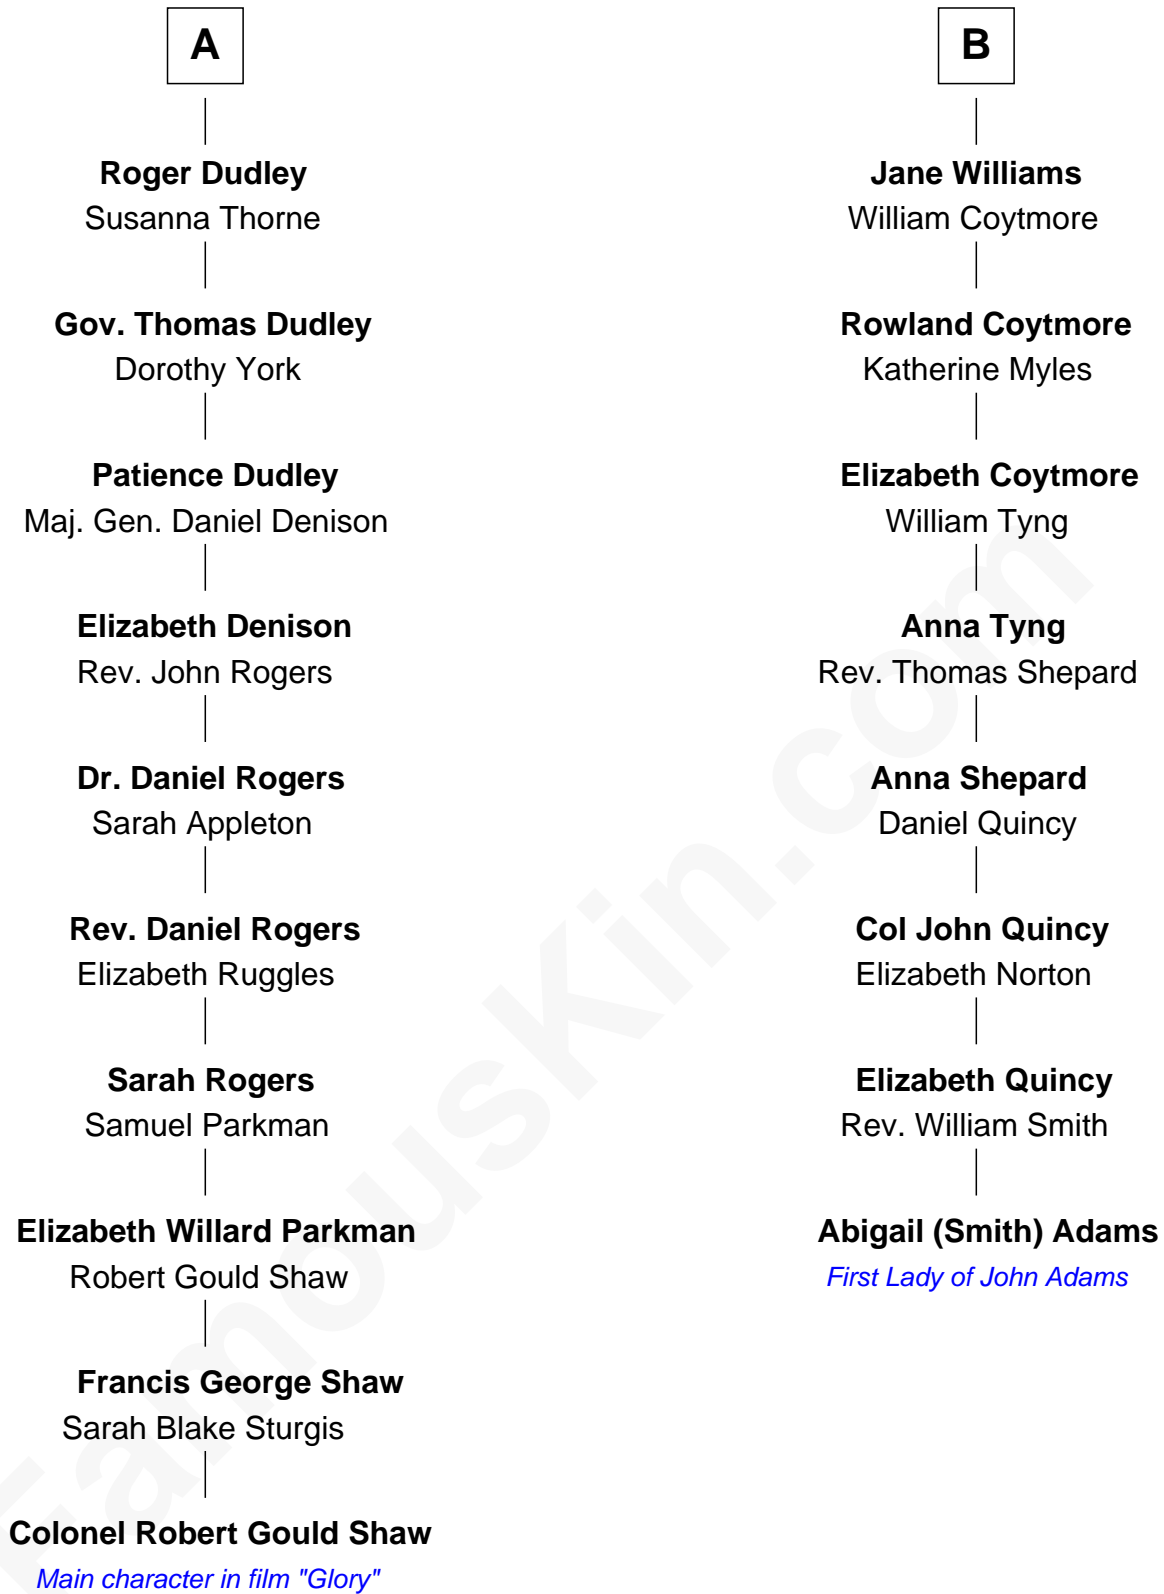 A
Roger Dudley
Susanna Thorne
Gov. Thomas Dudley
Dorothy York
Patience Dudley
Maj. Gen. Daniel Denison
Elizabeth Denison
Rev. John Rogers
Dr. Daniel Rogers
Sarah Appleton
Rev. Daniel Rogers
Elizabeth Ruggles
Sarah Rogers
Samuel Parkman
Elizabeth Willard Parkman
Robert Gould Shaw
Francis George Shaw
Sarah Blake Sturgis
Colonel Robert Gould Shaw
Main character in film "Glory"
B
Jane Williams
William Coytmore
Rowland Coytmore
Katherine Myles
Elizabeth Coytmore
William Tyng
Anna Tyng
Rev. Thomas Shepard
Anna Shepard
Daniel Quincy
Col John Quincy
Elizabeth Norton
Elizabeth Quincy
Rev. William Smith
Abigail (Smith) Adams
First Lady of John Adams
FamousKin.com